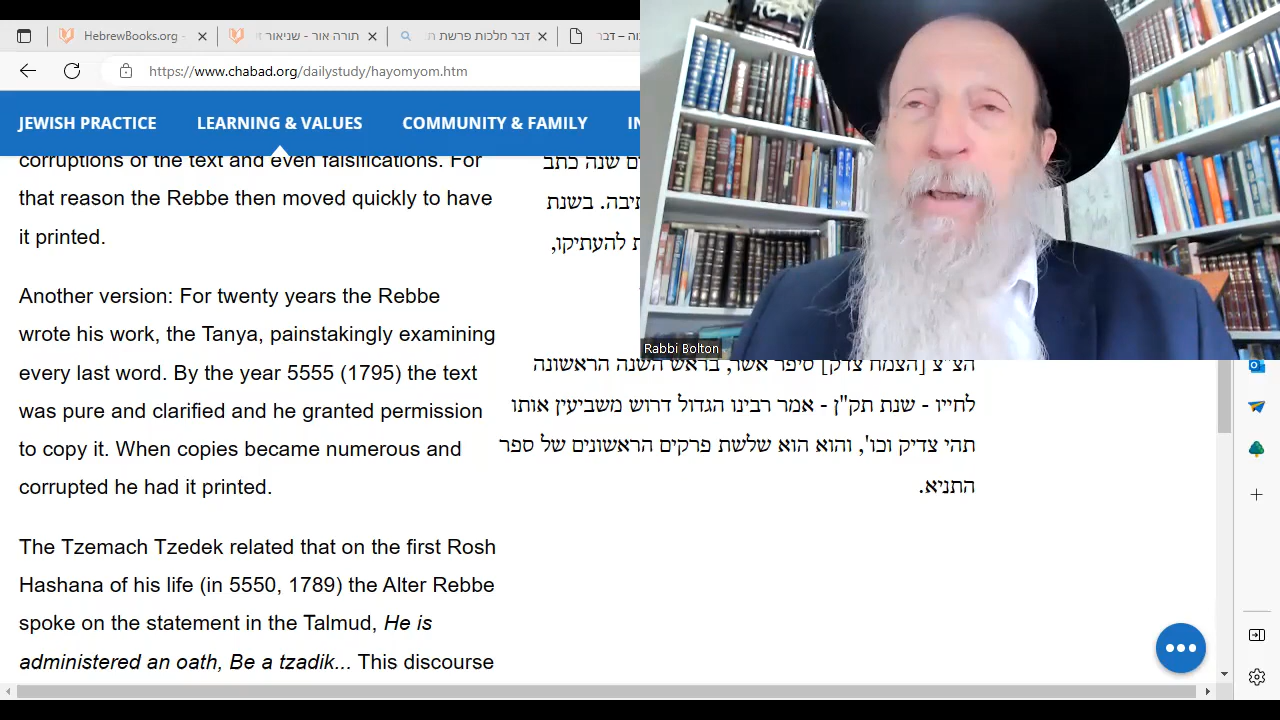 HebrewBooks.org -
תורה אור - שניאור
דבר מלכות פרשת ת
https://www.chabad.org/dailystudy/hayomyom.htm
JEWISH PRACTICE
LEARNING & VALUES
COMMUNITY & FAMILY
corruptions of the text and even falsifications. For
that reason the Rebbe then moved quickly to have
it printed.
Another version: For twenty years the Rebbe
wrote his work, the Tanya, painstakingly examining
every last word. By the year 5555 (1795) the text
was pure and clarified and he granted permission
to copy it. When copies became numerous and
corrupted he had it printed.
The Tzemach Tzedek related that on the first Rosh
Hashana of his life (in 5550, 1789) the Alter Rebbe
spoke on the statement in the Talmud, He is
administered an oath, Be a tzadik... This discourse
שנה כתב
בשנת
להעתיקו,
הצ"צ [הצמח צדק] סיפר אשר, בראש השנה הראשונה
לחייו - שנת תק"ן - אמר רבינו הגדול דרוש משביעין אותו
תהי צדיק וכו', והוא הוא שלשת פרקים הראשונים של ספר
התניא.
Rabbi Bolton